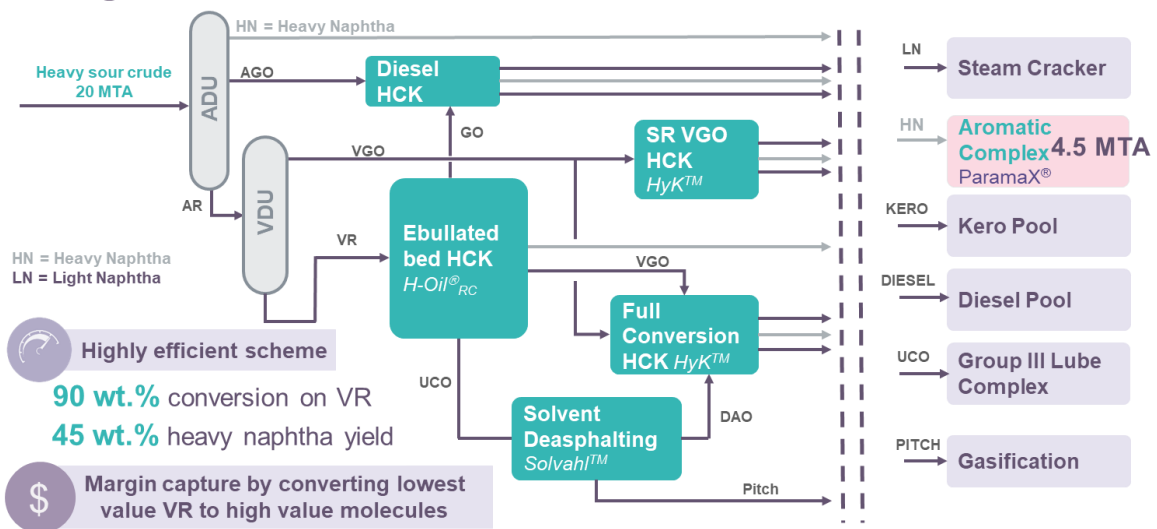 HN = Heavy Naphtha
Heavy sour crude
20 MTA
ADU
AGO
Diesel
HCK
GO
VGO
SR VGO
HCK
HyK™
AR
VDU
VR
Ebullated
bed HCK
H-Oil®RC
VGO
Full
Conversion
HCK HyK™
UCO
DAO
Solvent
Deasphalting
Solvahl™
Pitch
HN = Heavy Naphtha
LN = Light Naphtha
Highly efficient scheme
90 wt.% conversion on VR
45 wt.% heavy naphtha yield
$
Margin capture by converting lowest
value VR to high value molecules
LN
Steam Cracker
HN
Aromatic
Complex 4.5 MTA
ParamaX®
KERO
Kero Pool
DIESEL
Diesel Pool
UCO
Group III Lube
Complex
PITCH
Gasification